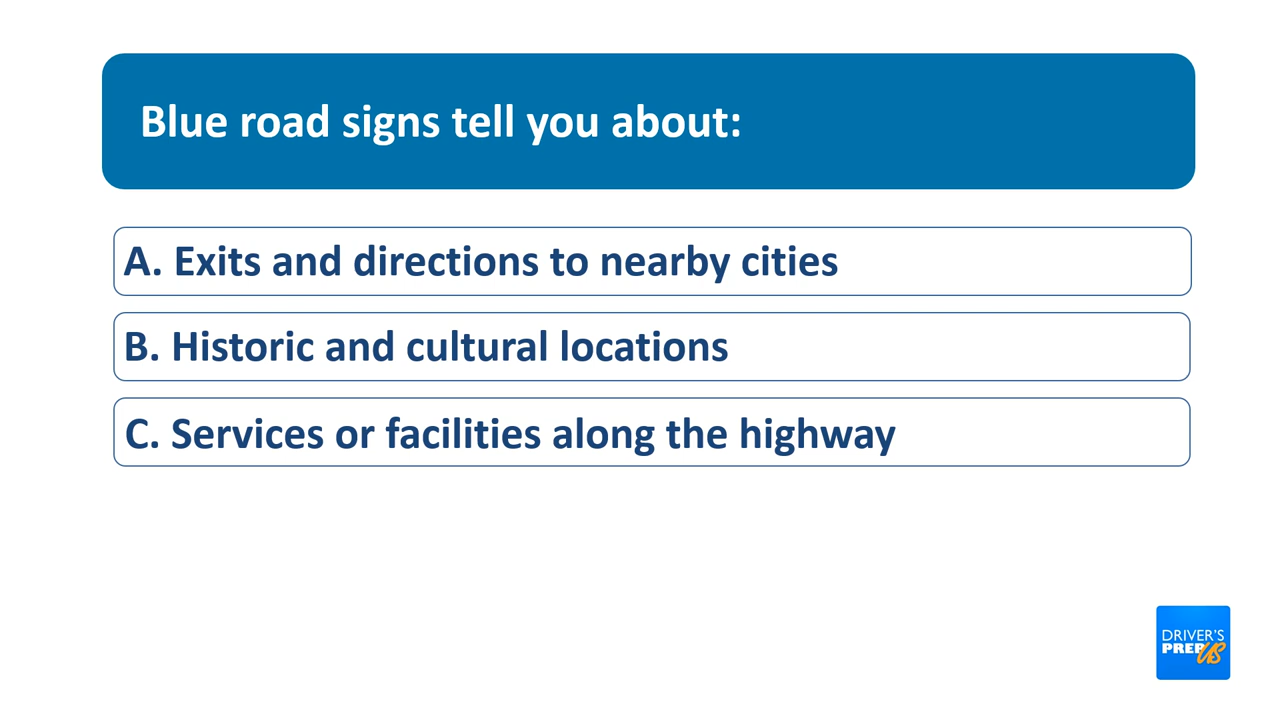 Blue road signs tell you about:
A. Exits and directions to nearby cities
B. Historic and cultural locations
C. Services or facilities along the highway
DRIVER'S
PREP US